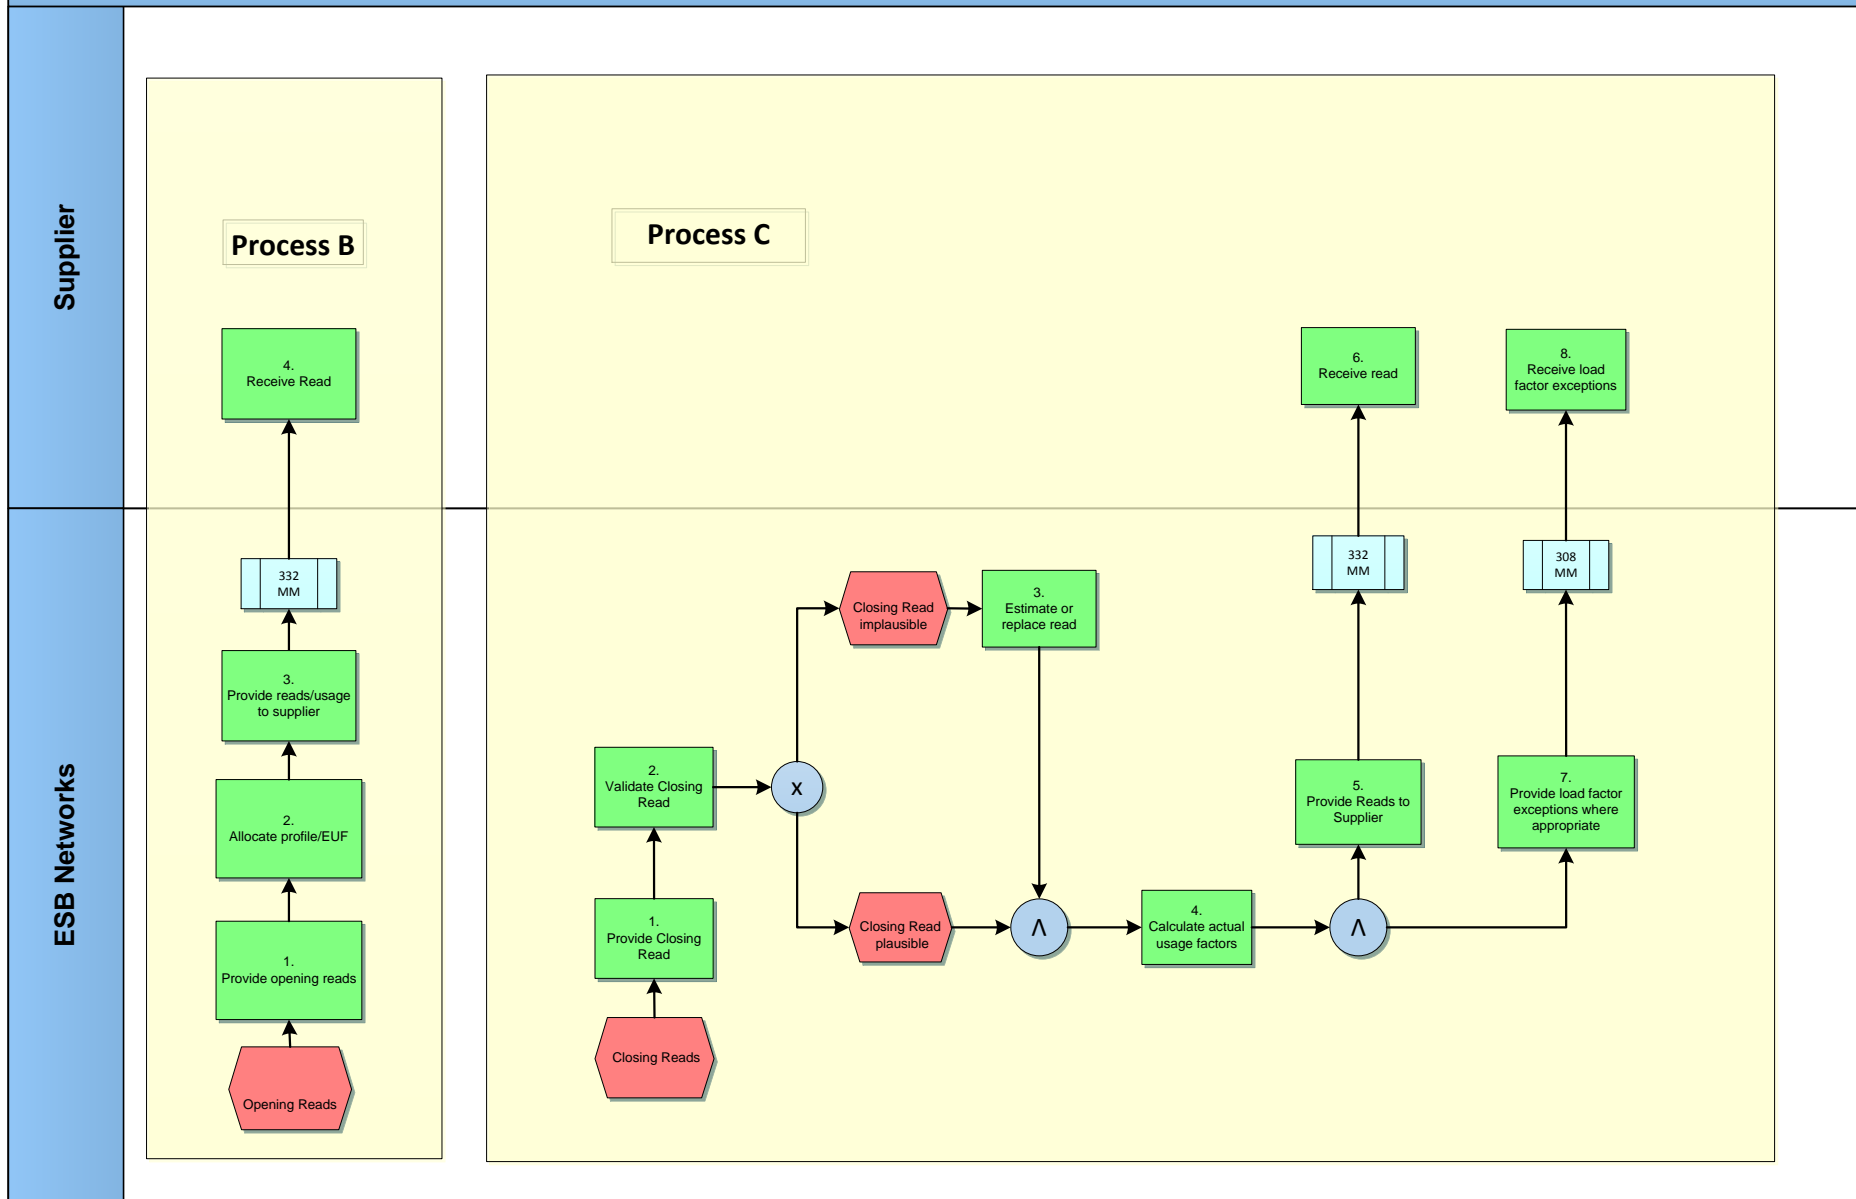 Supplier
ESB Networks
Process B
4.
Receive Read
332
MM
3.
Provide reads/usage
to supplier
2.
Allocate profile/EUF
1.
Provide opening reads
Opening Reads
Process C
6.
Receive read
8.
Receive load
factor exceptions
332
MM
308
MM
Closing Read
implausible
3.
Estimate or
replace read
2.
Validate Closing
Read
x
5.
Provide Reads to
Supplier
7.
Provide load factor
exceptions where
appropriate
1.
Provide Closing
Read
Closing Read
plausible
Λ
4.
Calculate actual
usage factors
Λ
Closing Reads